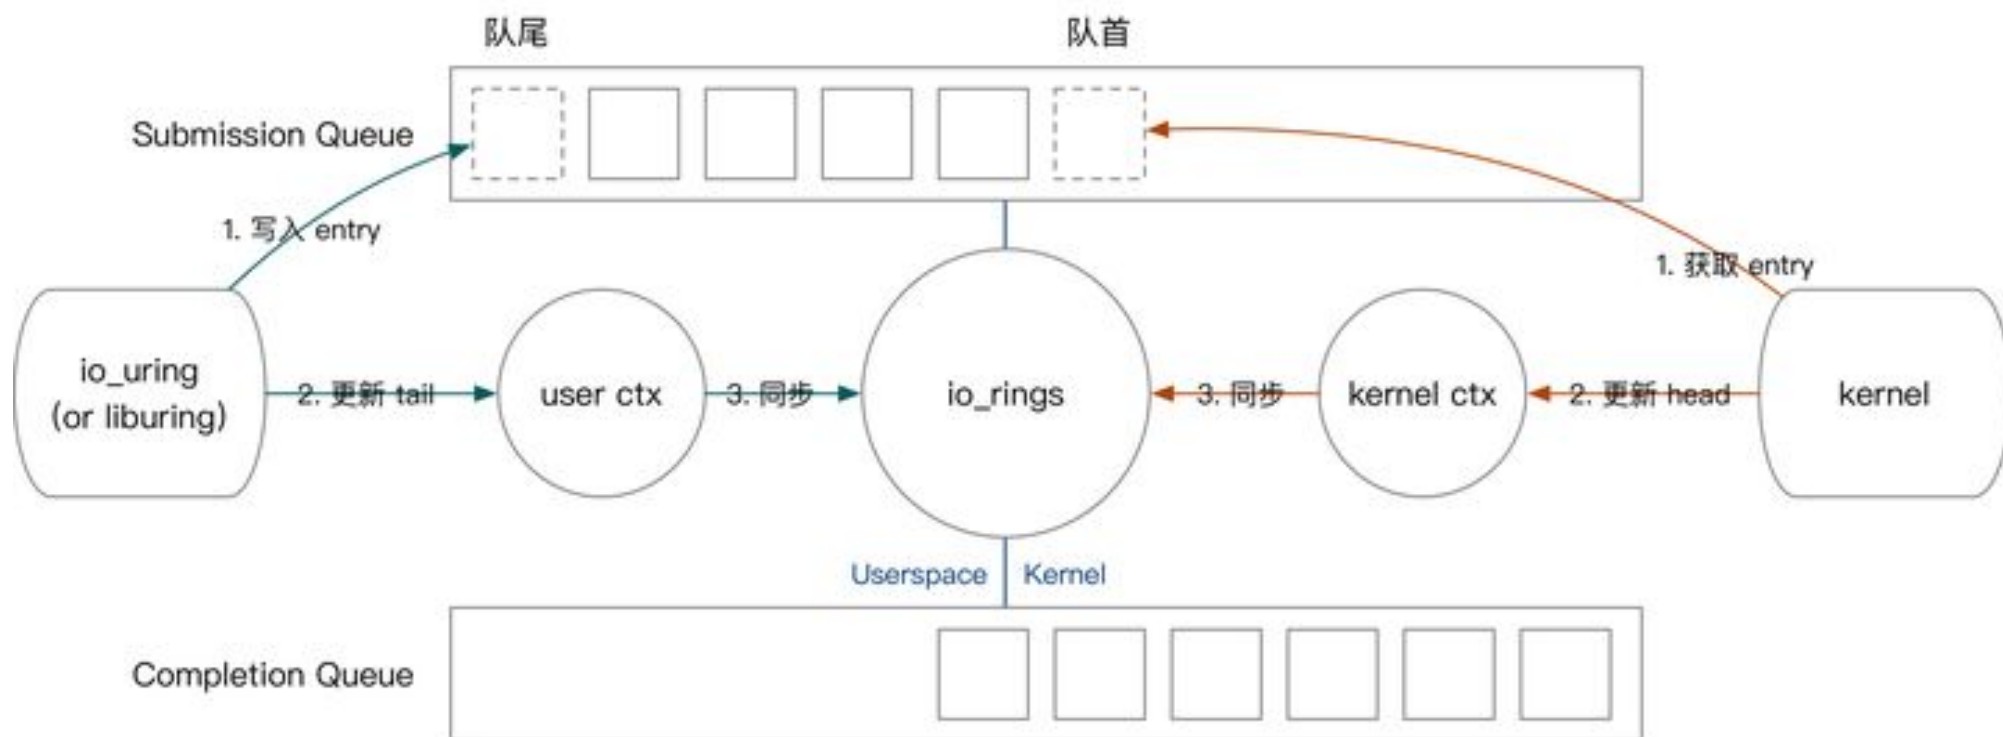 队尾
队首
Submission Queue
1. 写入 entry
1. 获取 entry
io_uring
(or liburing)
2. 更新 tail
user ctx
3. 同步
io_rings
3. 同步
kernel ctx
2. 更新 head
kernel
Userspace
Kernel
Completion Queue